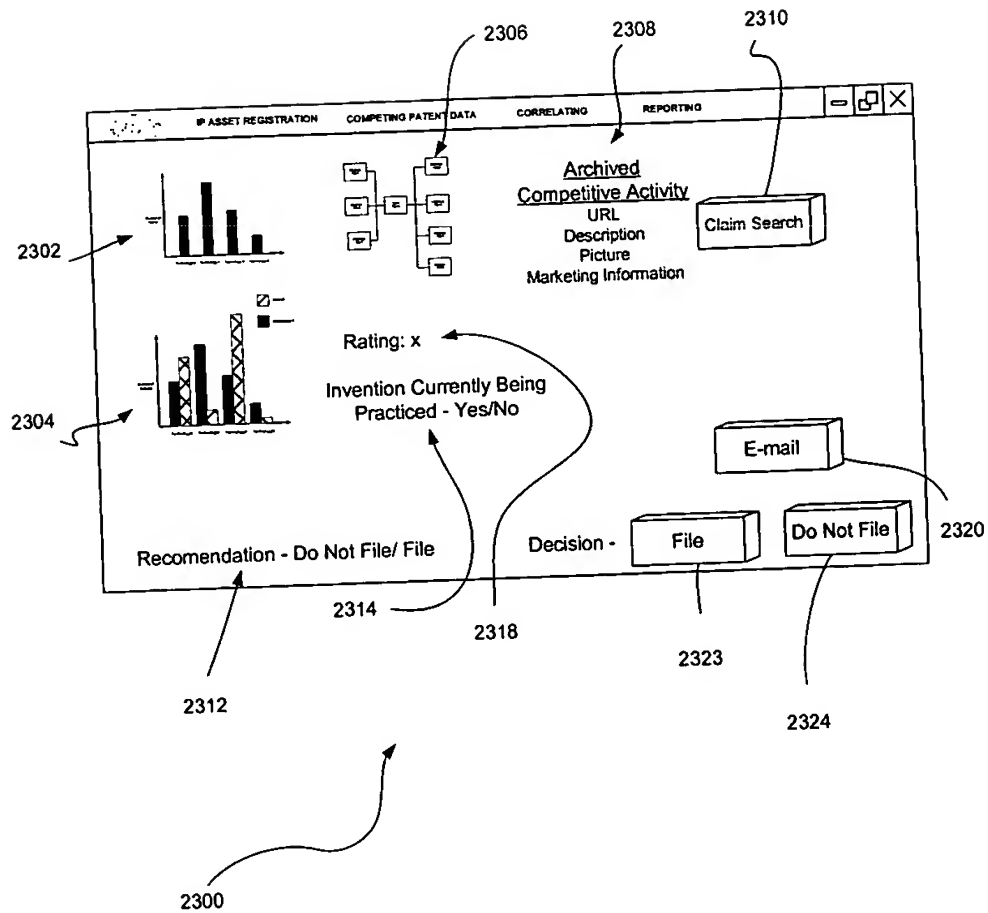 2306
2308
2310
IP ASSET REGISTRATION COMPETING PATENT DATA CORRELATING REPORTING
Archived
Competitive Activity
URL
Description
Picture
Marketing Information
Claim Search
2302
Rating: x
Invention Currently Being
Practiced - Yes/No
2304
E-mail
2320
Recomendation - Do Not File/ File
Decision -
File
Do Not File
2314
2318
2323
2312
2324
2300